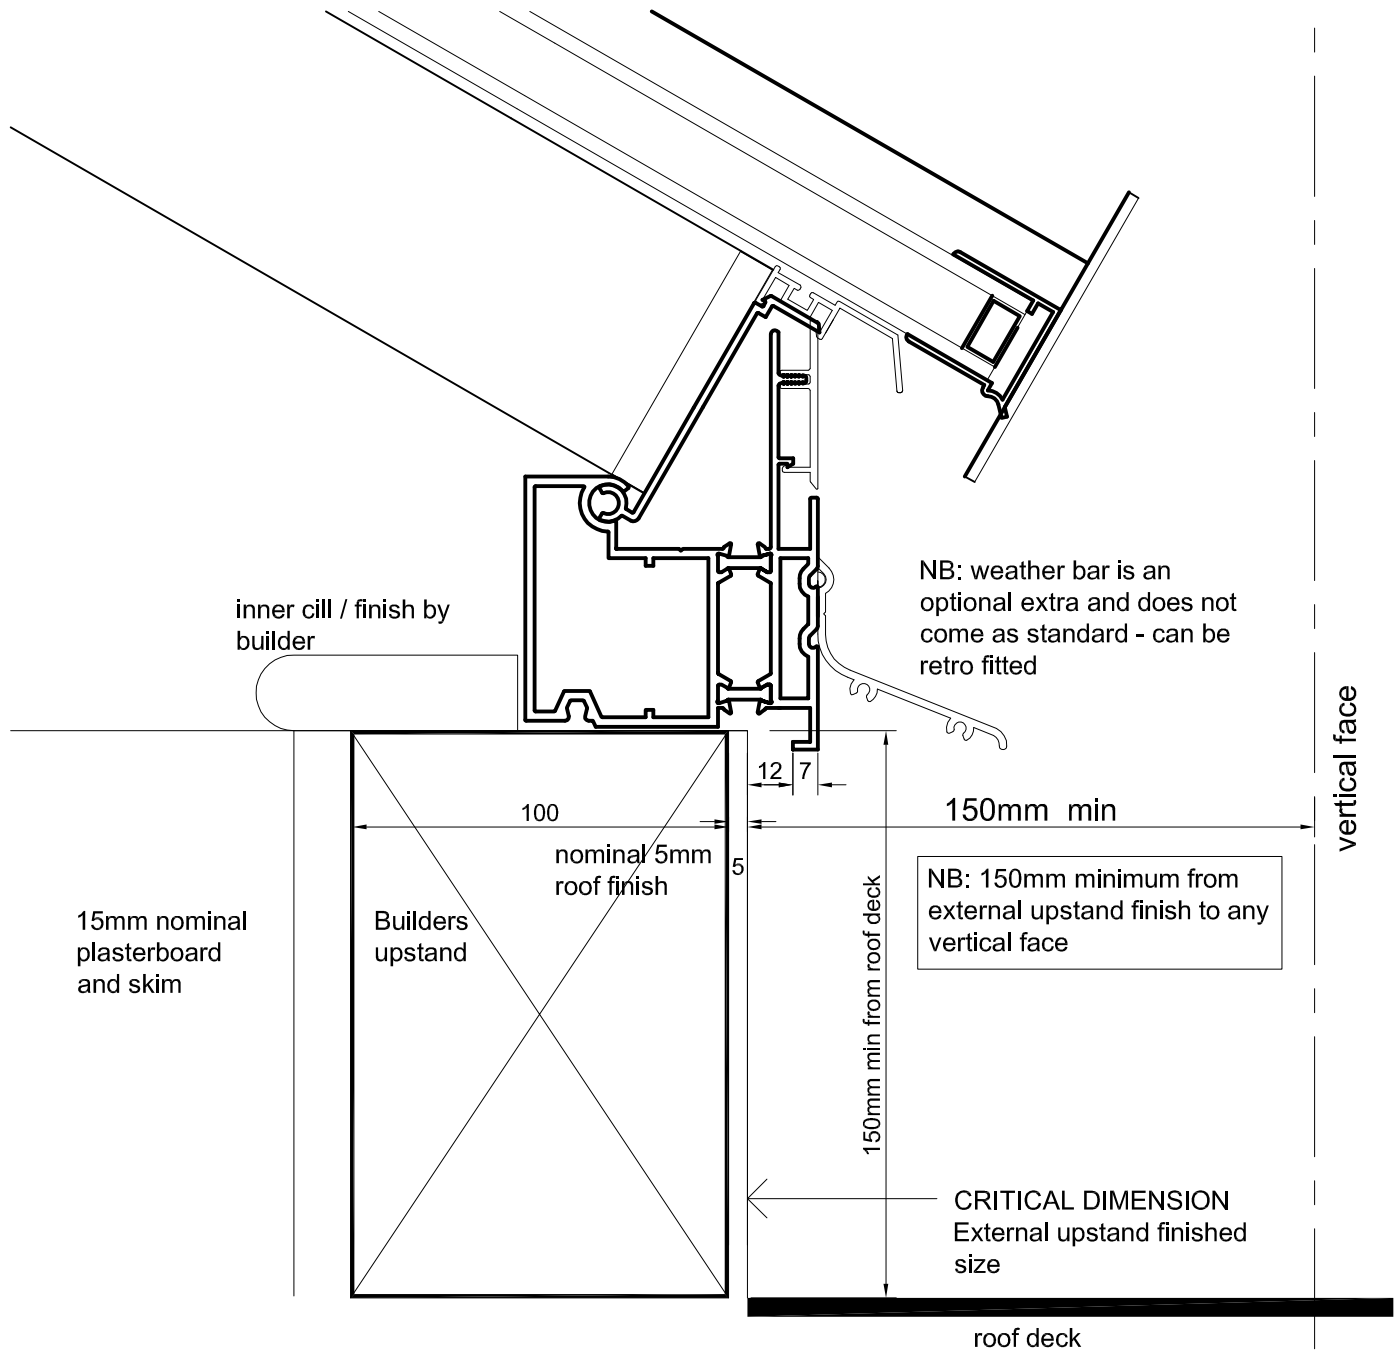 NB: weather bar is an
optional extra and does not
come as standard - can be
retro fitted
inner cill / finish by
builder
vertical face
12
7
100
150mm  min
nominal 5mm
roof finish
5
NB: 150mm minimum from
external upstand finish to any
vertical face
15mm nominal
plasterboard
and skim
Builders
upstand
150mm min from roof deck
CRITICAL DIMENSION
External upstand finished
size
roof deck